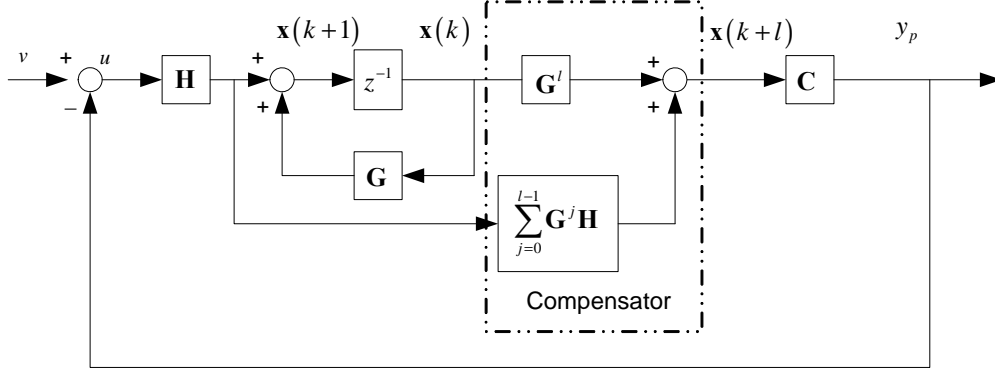 x(k+1) x(k) x(k+l) y_p
v + u + +
H z^{-1} G^l C
− + +
G
\sum_{j=0}^{l-1} G^j H
Compensator